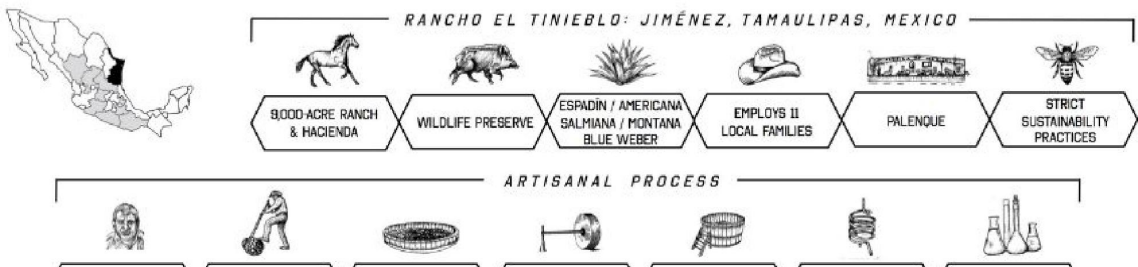 RANCHO EL TINIEBLO: JIMÉNEZ, TAMAULIPAS, MEXICO
9,000-ACRE RANCH
& HACIENDA
WILDLIFE PRESERVE
ESPADÍN / AMERICANA
SALMIANA / MONTANA
BLUE WEBER
EMPLOYS 11
LOCAL FAMILIES
PALENQUE
STRICT
SUSTAINABILITY
PRACTICES
ARTISANAL PROCESS